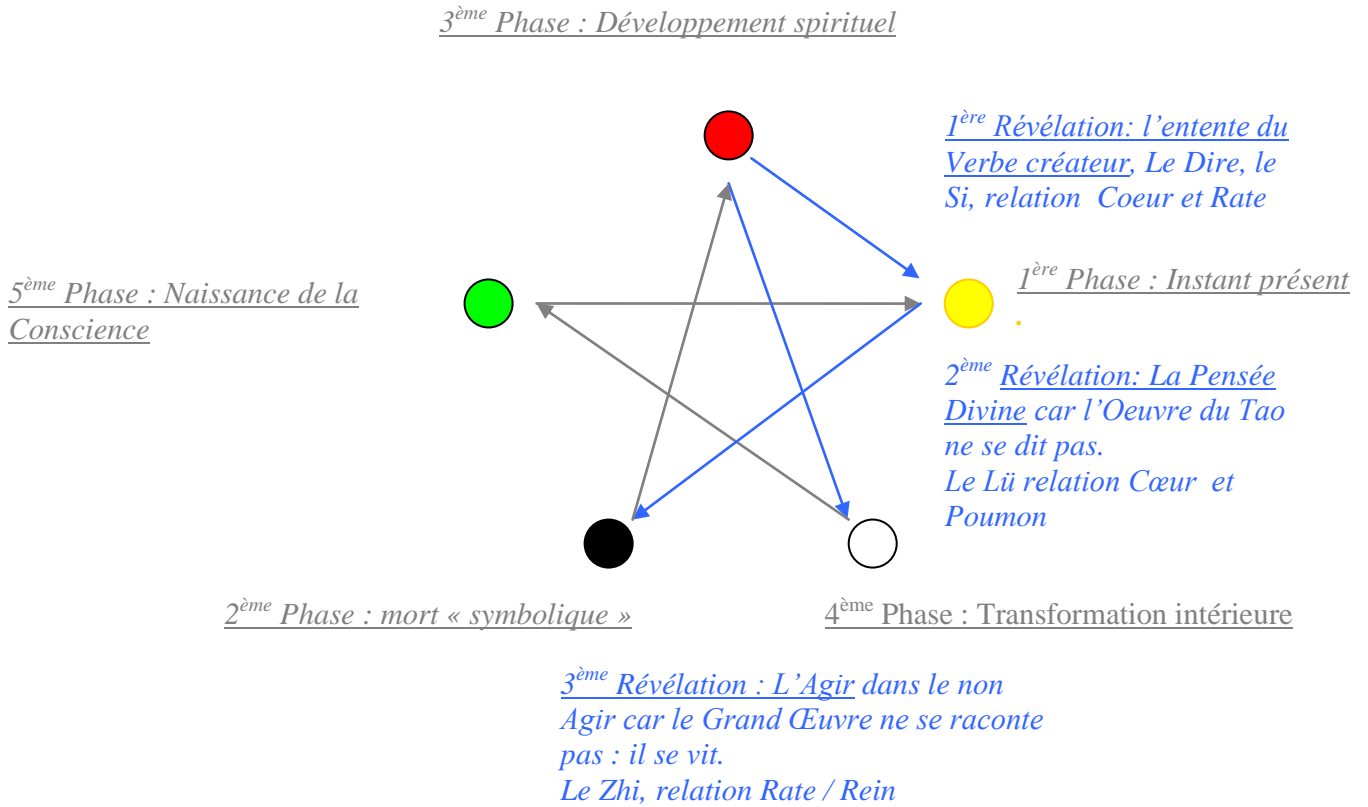 3ème Phase : Développement spirituel
1ère Révélation: l’entente du
Verbe créateur, Le Dire, le
Si, relation Coeur et Rate
5ème Phase : Naissance de la
Conscience
1ère Phase : Instant présent
.
2ème Révélation: La Pensée
Divine car l’Oeuvre du Tao
ne se dit pas.
Le Lü relation Cœur et
Poumon
2ème Phase : mort « symbolique »
4ème Phase : Transformation intérieure
3ème Révélation : L’Agir dans le non
Agir car le Grand Œuvre ne se raconte
pas : il se vit.
Le Zhi, relation Rate / Rein